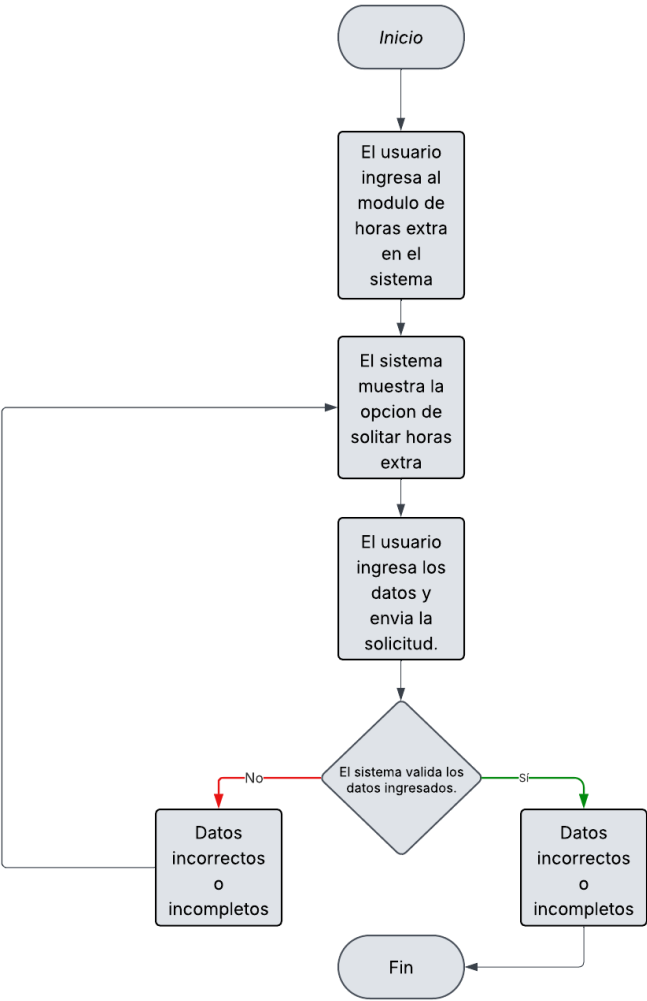 Inicio
El usuario
ingresa al
modulo de
horas extra
en el
sistema
El sistema
muestra la
opcion de
solitar horas
extra
El usuario
ingresa los
datos y
envia la
solicitud.
El sistema valida los
datos ingresados.
No
Sí
Datos
incorrectos
o
incompletos
Datos
incorrectos
o
incompletos
Fin